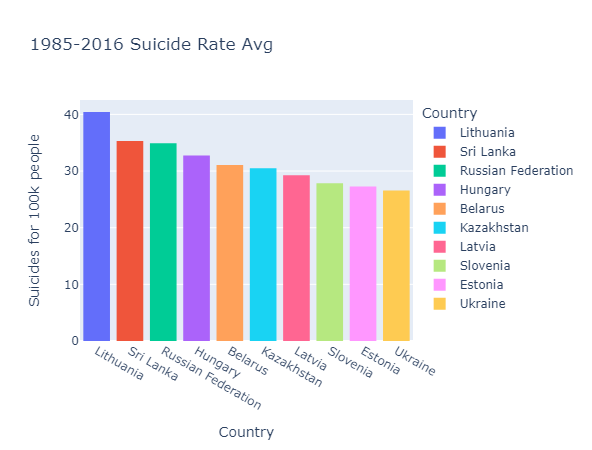 1985-2016 Suicide Rate Avg
Suicides for 100k people
40
30
20
10
0
Lithuania
Sri Lanka
Russian Federation
Hungary
Belarus
Kazakhstan
Latvia
Slovenia
Estonia
Ukraine
Country
Country
Lithuania
Sri Lanka
Russian Federation
Hungary
Belarus
Kazakhstan
Latvia
Slovenia
Estonia
Ukraine